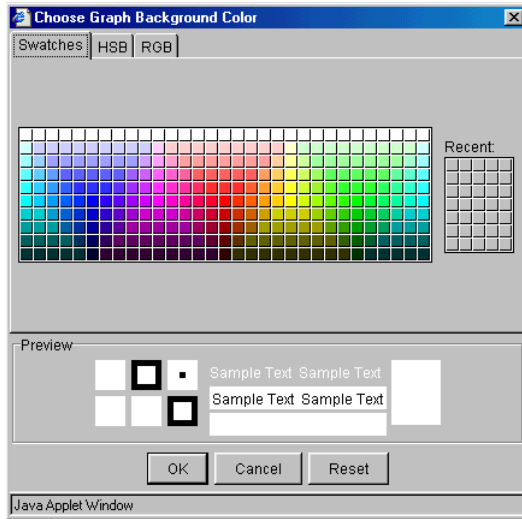 Choose Graph Background Color
Swatches HSB RGB
Recent:
Preview
Sample Text Sample Text
Sample Text Sample Text
OK Cancel Reset
Java Applet Window